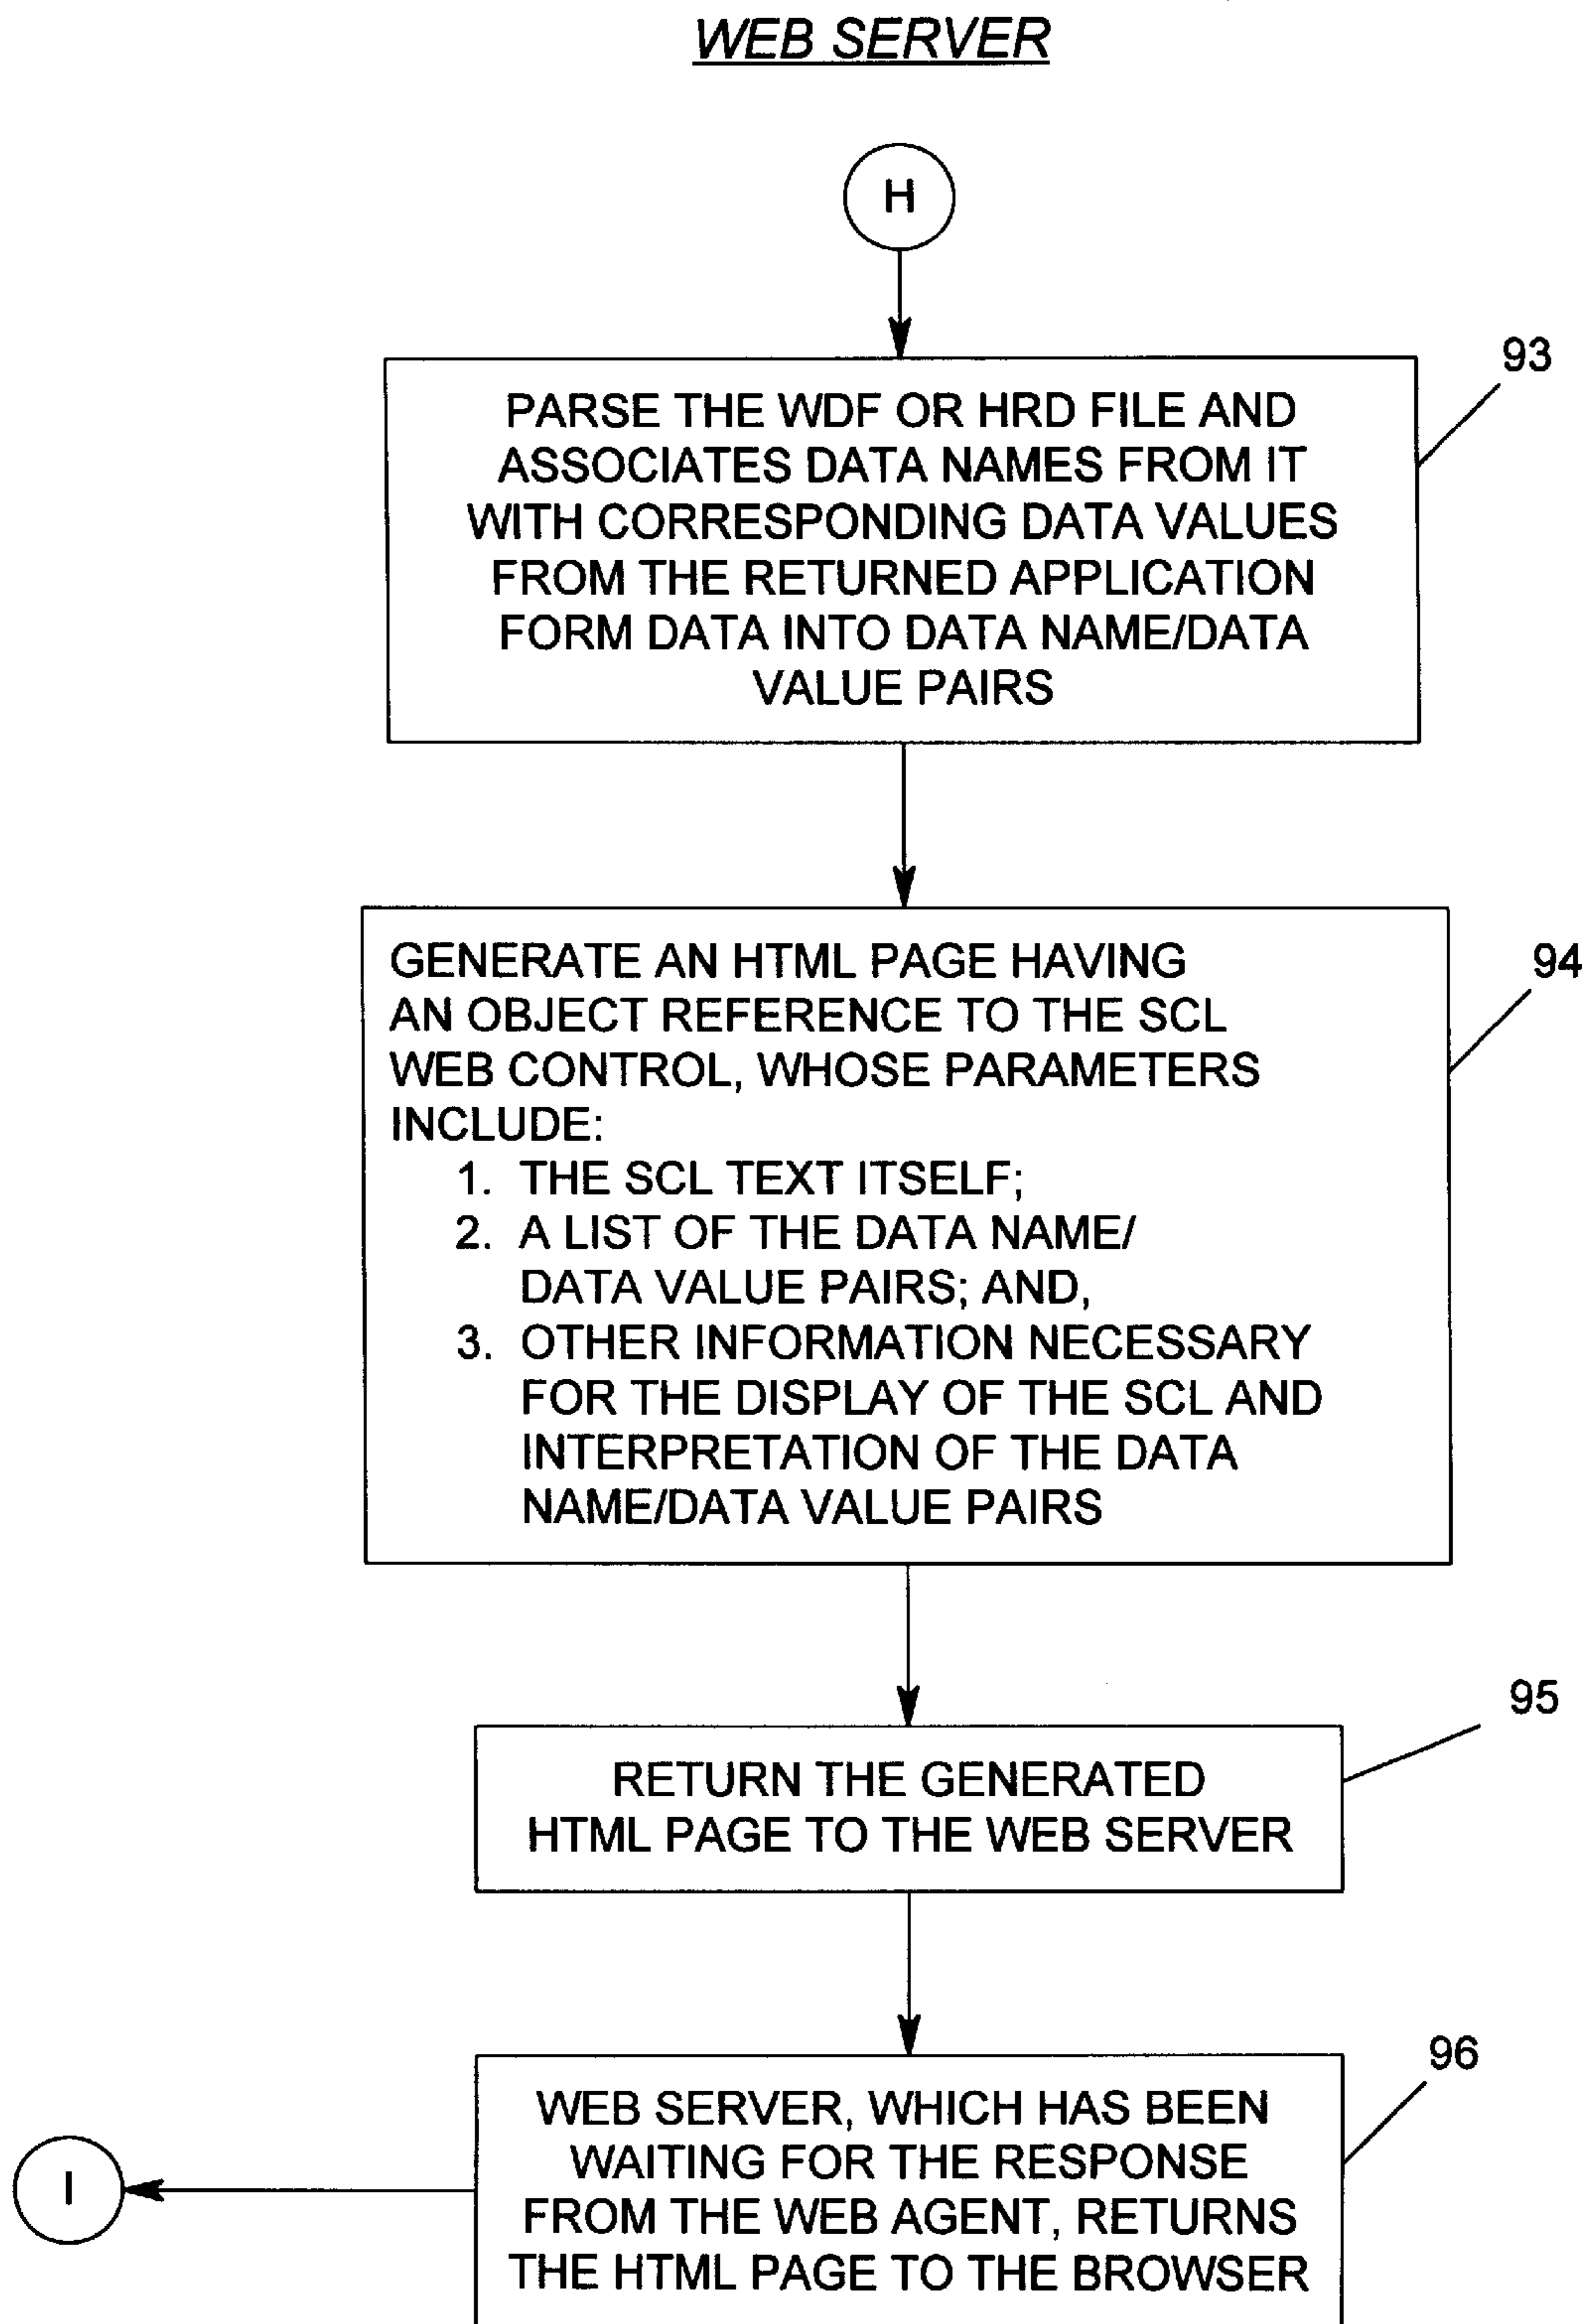 WEB SERVER
H
93
PARSE THE WDF OR HRD FILE AND
ASSOCIATES DATA NAMES FROM IT
WITH CORRESPONDING DATA VALUES
FROM THE RETURNED APPLICATION
FORM DATA INTO DATA NAME/DATA
VALUE PAIRS
94
GENERATE AN HTML PAGE HAVING
AN OBJECT REFERENCE TO THE SCL
WEB CONTROL, WHOSE PARAMETERS
INCLUDE:
1. THE SCL TEXT ITSELF;
2. A LIST OF THE DATA NAME/
DATA VALUE PAIRS; AND,
3. OTHER INFORMATION NECESSARY
FOR THE DISPLAY OF THE SCL AND
INTERPRETATION OF THE DATA
NAME/DATA VALUE PAIRS
95
RETURN THE GENERATED
HTML PAGE TO THE WEB SERVER
96
WEB SERVER, WHICH HAS BEEN
WAITING FOR THE RESPONSE
FROM THE WEB AGENT, RETURNS
THE HTML PAGE TO THE BROWSER
I